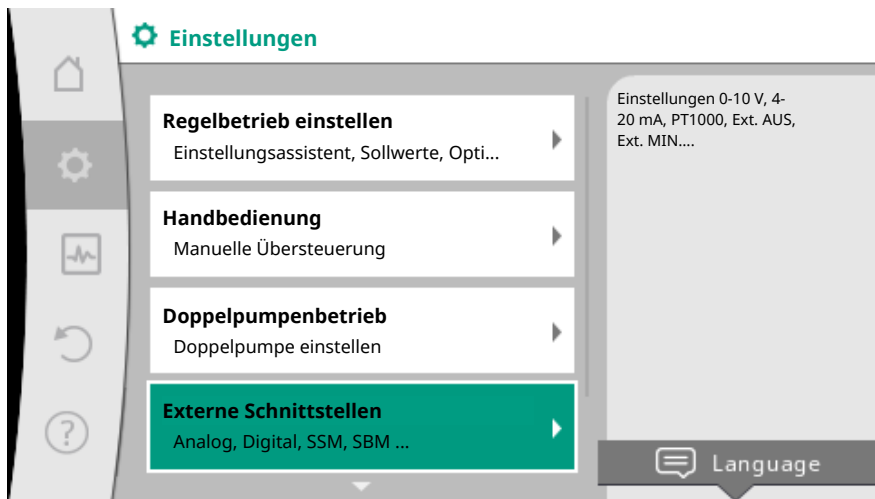 Einstellungen
Regelbetrieb einstellen
Einstellungsassistent, Sollwerte, Opti...
Handbedienung
Manuelle Übersteuerung
Doppelpumpenbetrieb
Doppelpumpe einstellen
Externe Schnittstellen
Analog, Digital, SSM, SBM ...
Einstellungen 0-10 V, 4-
20 mA, PT1000, Ext. AUS,
Ext. MIN....
Language